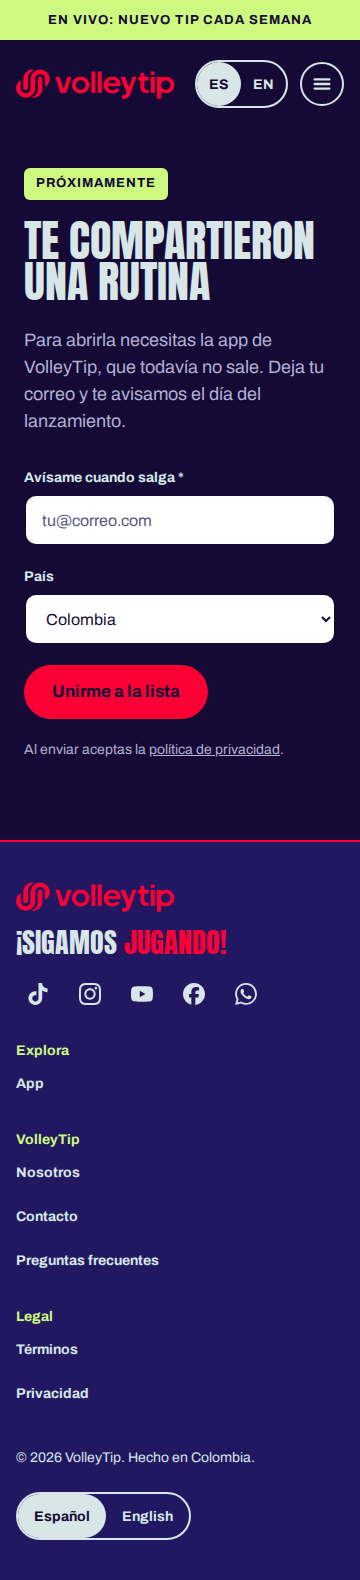 EN VIVO: NUEVO TIP CADA SEMANA
volleytip
ES EN
PRÓXIMAMENTE
TE COMPARTIERON
UNA RUTINA
Para abrirla necesitas la app de
VolleyTip, que todavía no sale. Deja tu
correo y te avisamos el día del
lanzamiento.
Avísame cuando salga *
tu@correo.com
País
Colombia
Unirme a la lista
Al enviar aceptas la política de privacidad.
volleytip
¡SIGAMOS JUGANDO!
Explora
App
VolleyTip
Nosotros
Contacto
Preguntas frecuentes
Legal
Términos
Privacidad
© 2026 VolleyTip. Hecho en Colombia.
Español English